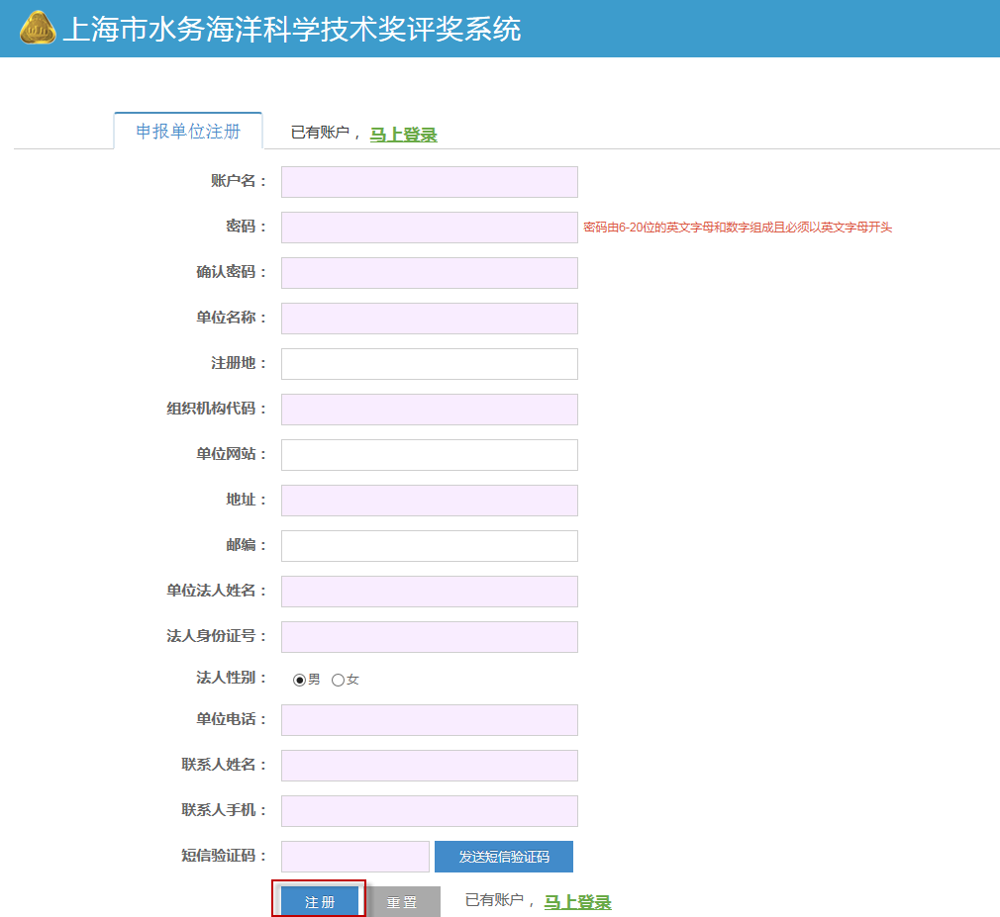 上海市水务海洋科学技术奖评奖系统
申报单位注册 已有账户， 马上登录
账户名：
密码： 密码由6-20位的英文字母和数字组成且必须以英文字母开头
确认密码：
单位名称：
注册地：
组织机构代码：
单位网站：
地址：
邮编：
单位法人姓名：
法人身份证号：
法人性别： 男 女
单位电话：
联系人姓名：
联系人手机：
短信验证码： 发送短信验证码
注册 重置 已有账户， 马上登录